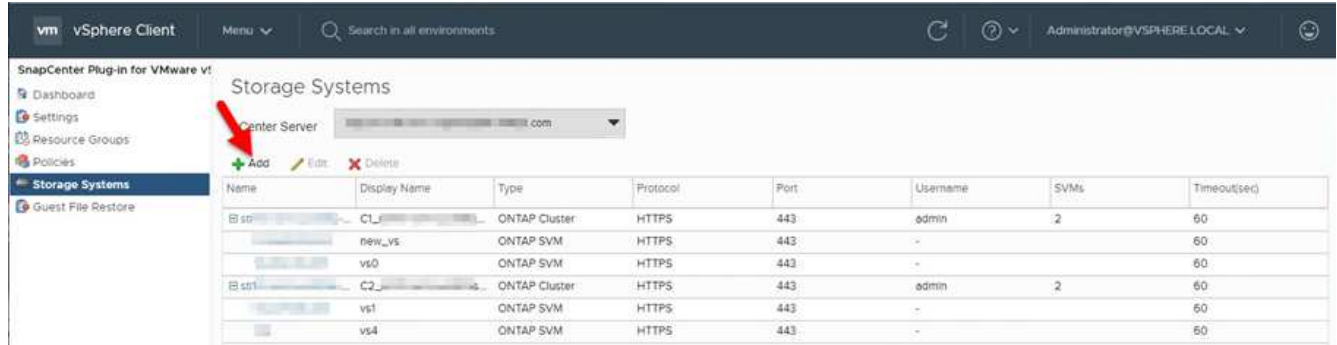 vm vSphere Client Menu Search in all environments Administrator@VSPHERE.LOCAL
SnapCenter Plug-in for VMware vS
Dashboard
Settings
Resource Groups
Policies
Storage Systems
Guest File Restore
Storage Systems
Center Server com
Add Edit Delete
Name Display Name Type Protocol Port Username SVMs Timeout(sec)
C1_ ONTAP Cluster HTTPS 443 admin 2 60
new_vs ONTAP SVM HTTPS 443 - 60
vs0 ONTAP SVM HTTPS 443 - 60
C2_ ONTAP Cluster HTTPS 443 admin 2 60
vs1 ONTAP SVM HTTPS 443 - 60
vs4 ONTAP SVM HTTPS 443 - 60